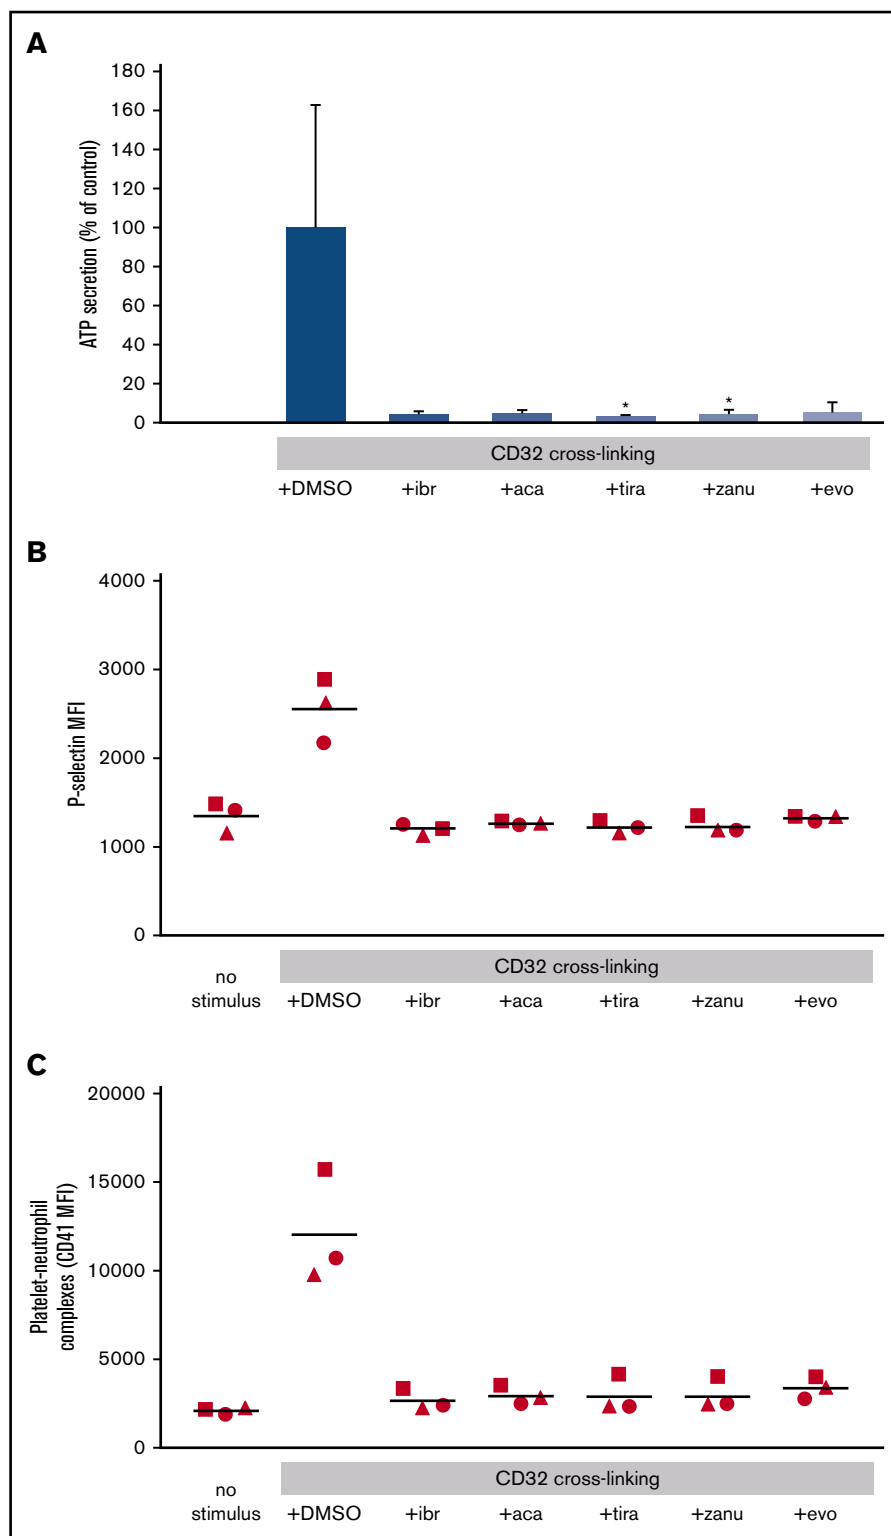 A
180
160
140
120
100
80
60
40
20
0
ATP secretion (% of control)
*
*
CD32 cross-linking
+DMSO +ibr +aca +tira +zanu +evo
B
4000
3000
2000
1000
0
P-selectin MFI
CD32 cross-linking
no
stimulus +DMSO +ibr +aca +tira +zanu +evo
C
20000
15000
10000
5000
0
Platelet-neutrophil
complexes (CD41 MFI)
CD32 cross-linking
no
stimulus +DMSO +ibr +aca +tira +zanu +evo